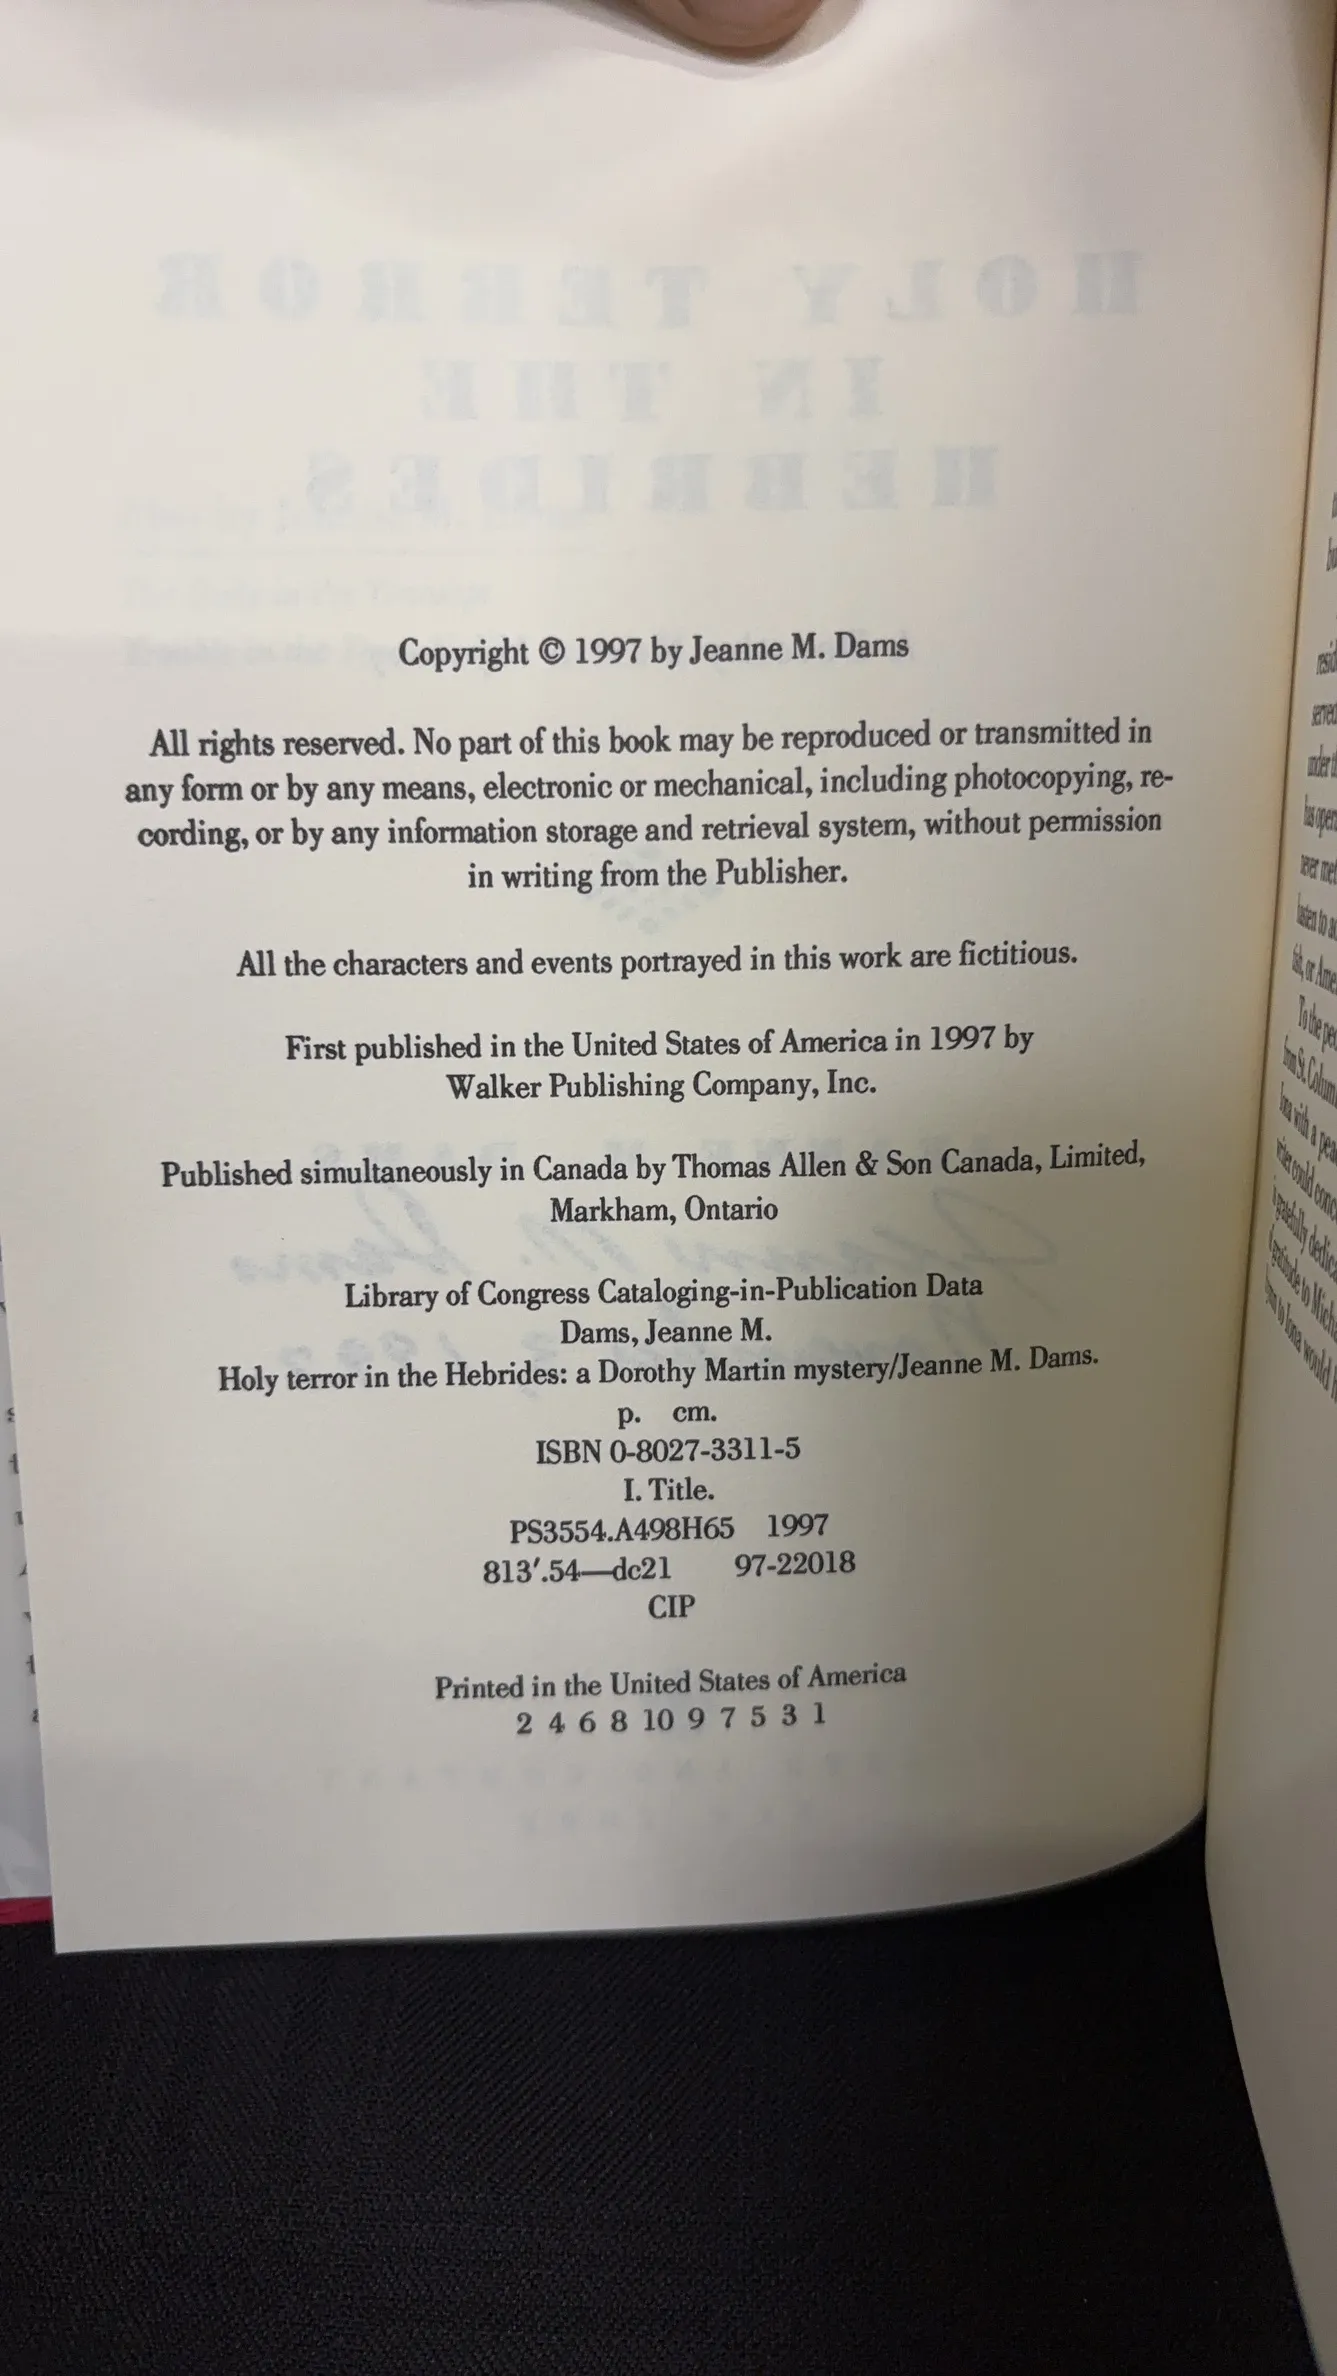 HOLY TERROR
IN THE
HEBRIDES
Copyright © 1997 by Jeanne M. Dams
All rights reserved. No part of this book may be reproduced or transmitted in
any form or by any means, electronic or mechanical, including photocopying, re-
cording, or by any information storage and retrieval system, without permission
in writing from the Publisher.
All the characters and events portrayed in this work are fictitious.
First published in the United States of America in 1997 by
Walker Publishing Company, Inc.
Published simultaneously in Canada by Thomas Allen & Son Canada, Limited,
Markham, Ontario
Library of Congress Cataloging-in-Publication Data
Dams, Jeanne M.
Holy terror in the Hebrides: a Dorothy Martin mystery/Jeanne M. Dams.
p. cm.
ISBN 0-8027-3311-5
I. Title.
PS3554.A498H65 1997
813′.54—dc21 97-22018
CIP
Printed in the United States of America
2 4 6 8 10 9 7 5 3 1